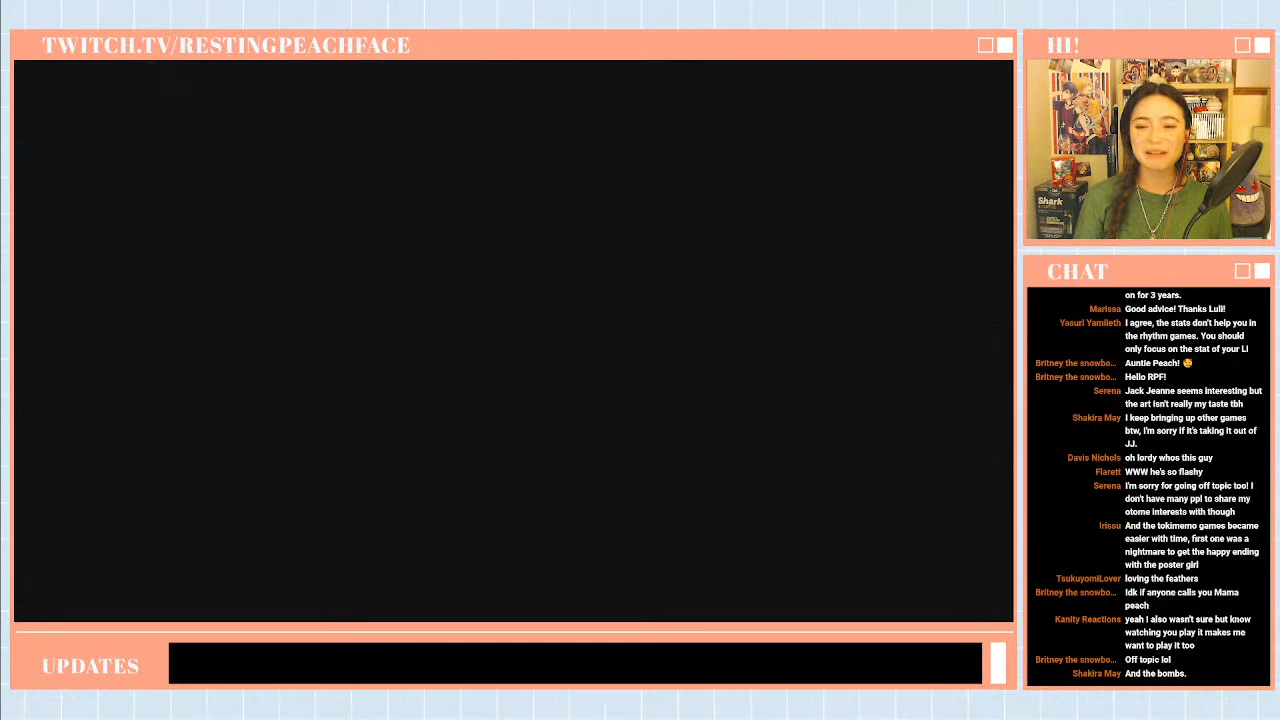 TWITCH.TV/RESTINGPEACHFACE
HI!
Shark
CHAT
on for 3 years.
Marissa Good advice! Thanks Luli!
Yasuri Yamileth I agree, the stats don't help you in
the rhythm games. You should
only focus on the stat of your LI
Britney the snowbo... Auntie Peach! 🥰
Britney the snowbo... Hello RPF!
Serena Jack Jeanne seems interesting but
the art isn't really my taste tbh
Shakira May I keep bringing up other games
btw, I'm sorry if it's taking it out of
JJ.
Davis Nichols oh lordy whos this guy
Flarett WWW he's so flashy
Serena I'm sorry for going off topic too! I
don't have many ppl to share my
otome interests with though
Irissu And the tokimemo games became
easier with time, first one was a
nightmare to get the happy ending
with the poster girl
TsukuyomiLover loving the feathers
Britney the snowbo... Idk if anyone calls you Mama
peach
Kanity Reactions yeah I also wasn't sure but know
watching you play it makes me
want to play it too
Britney the snowbo... Off topic lol
Shakira May And the bombs.
UPDATES